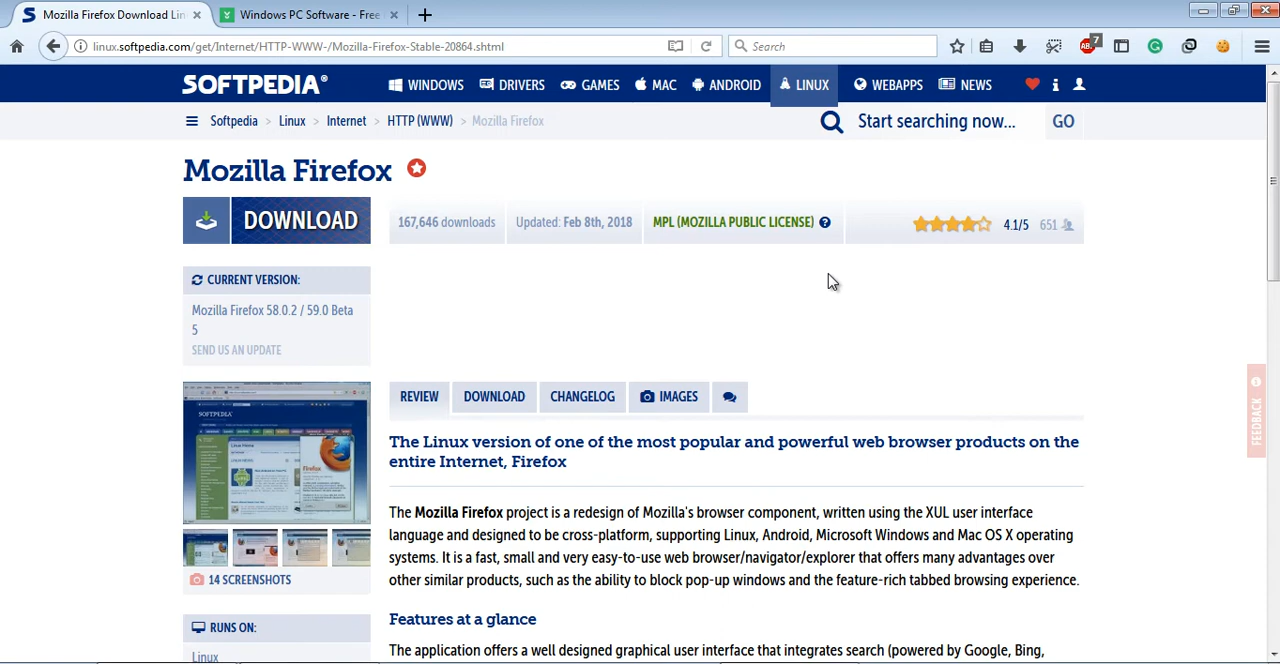 Mozilla Firefox Download Lin
Windows PC Software - Free
linux.softpedia.com/get/Internet/HTTP-WWW-/Mozilla-Firefox-Stable-20864.shtml
Search
ABP
7
SOFTPEDIA®
WINDOWS
DRIVERS
GAMES
MAC
ANDROID
LINUX
WEBAPPS
NEWS
Softpedia > Linux > Internet > HTTP (WWW) > Mozilla Firefox
Start searching now...
GO
Mozilla Firefox
DOWNLOAD
167,646 downloads
Updated: Feb 8th, 2018
MPL (MOZILLA PUBLIC LICENSE)
4.1/5
651
CURRENT VERSION:
Mozilla Firefox 58.0.2 / 59.0 Beta
5
SEND US AN UPDATE
REVIEW
DOWNLOAD
CHANGELOG
IMAGES
FEEDBACK
The Linux version of one of the most popular and powerful web browser products on the
entire Internet, Firefox
The Mozilla Firefox project is a redesign of Mozilla's browser component, written using the XUL user interface
language and designed to be cross-platform, supporting Linux, Android, Microsoft Windows and Mac OS X operating
systems. It is a fast, small and very easy-to-use web browser/navigator/explorer that offers many advantages over
other similar products, such as the ability to block pop-up windows and the feature-rich tabbed browsing experience.
14 SCREENSHOTS
Features at a glance
RUNS ON:
Linux
The application offers a well designed graphical user interface that integrates search (powered by Google, Bing,